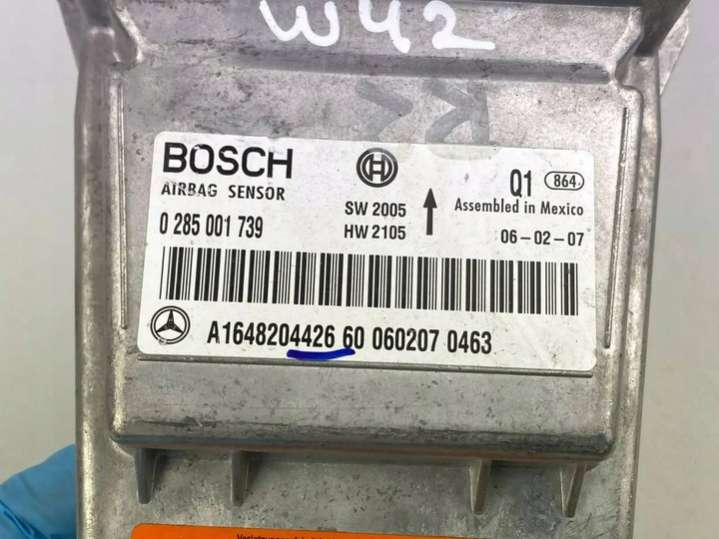 W42
BOSCH
AIRBAG SENSOR
0 285 001 739
SW 2005
HW 2105
Q1 864
Assembled in Mexico
06-02-07
A1648204426 60 060207 0463